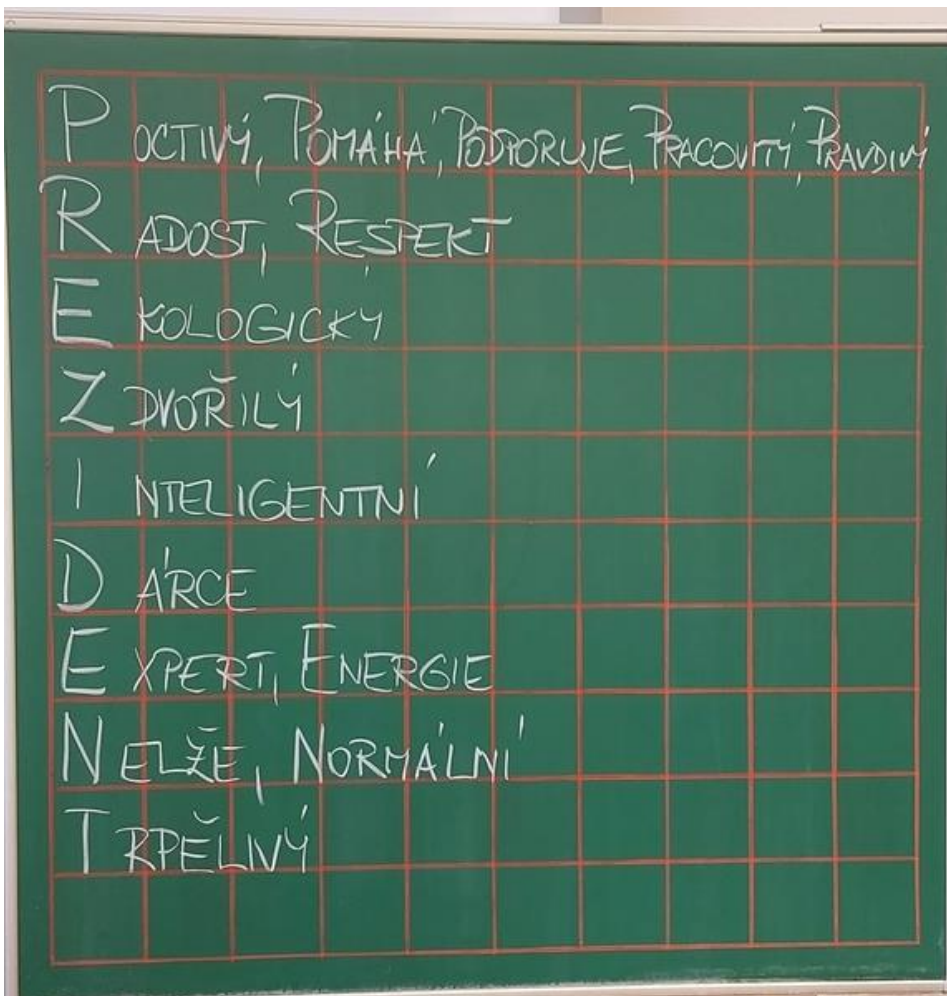 POCTIVÝ, POMÁHÁ, PODPORUJE, PRACOVITÝ, PRAVDIVÝ
RADOST, RESPEKT
EKOLOGICKÝ
ZDVOŘILÝ
INTELIGENTNÍ
DÁRCE
EXPERT, ENERGIE
NELŽE, NORMÁLNÍ
TRPĚLIVÝ